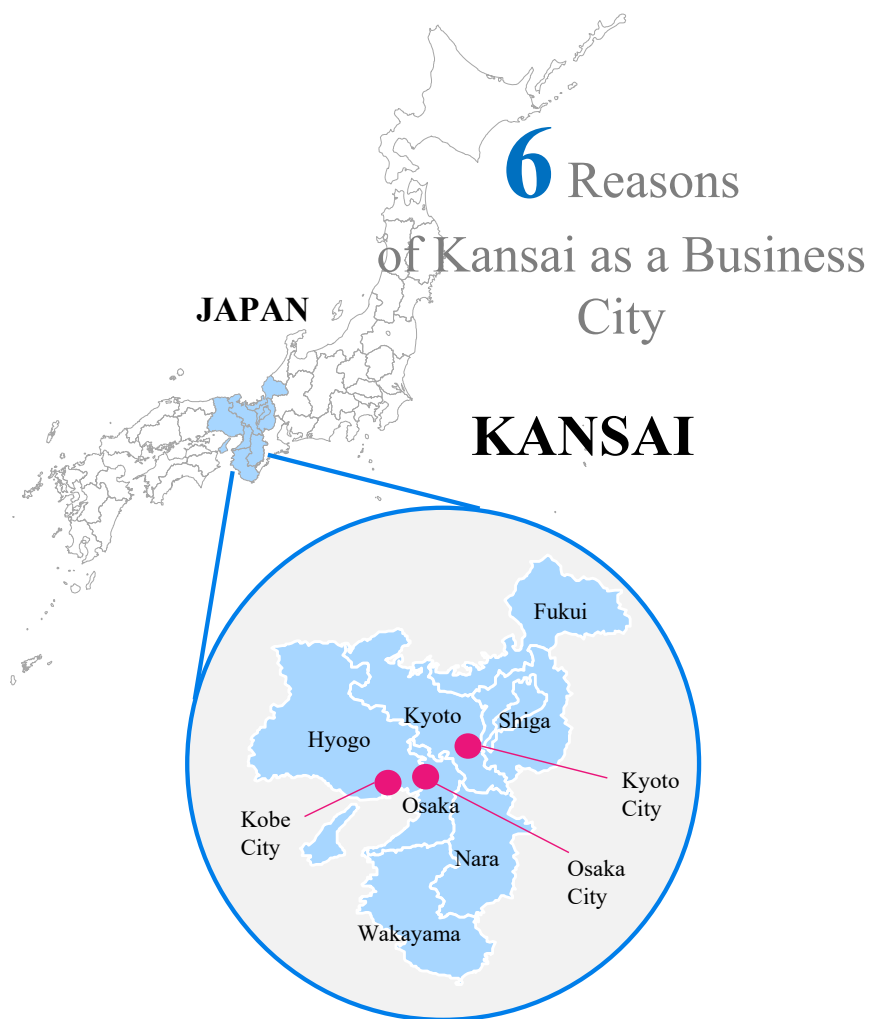 6 Reasons
of Kansai as a Business
City
JAPAN
KANSAI
Fukui
Kyoto
Shiga
Hyogo
Kyoto
City
Osaka
Kobe
City
Nara
Osaka
City
Wakayama